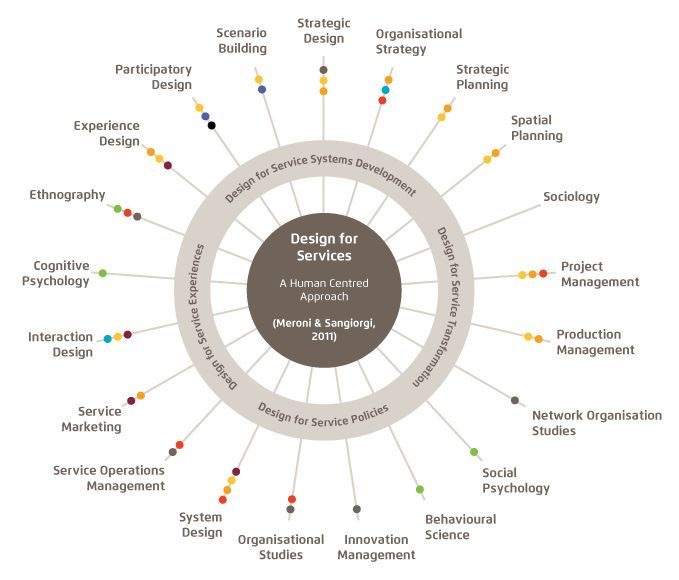 Strategic
Design
Scenario
Building
Organisational
Strategy
Participatory
Design
Strategic
Planning
Experience
Design
Spatial
Planning
Ethnography
Sociology
Cognitive
Psychology
Project
Management
Interaction
Design
Production
Management
Service
Marketing
Network Organisation
Studies
Service Operations
Management
Social
Psychology
System
Design
Organisational
Studies
Innovation
Management
Behavioural
Science
Design for Service Systems Development
Design for Service Transformation
Design for Service Policies
Design for Service Experiences
Design for
Services
A Human Centred
Approach
(Meroni & Sangiorgi,
2011)